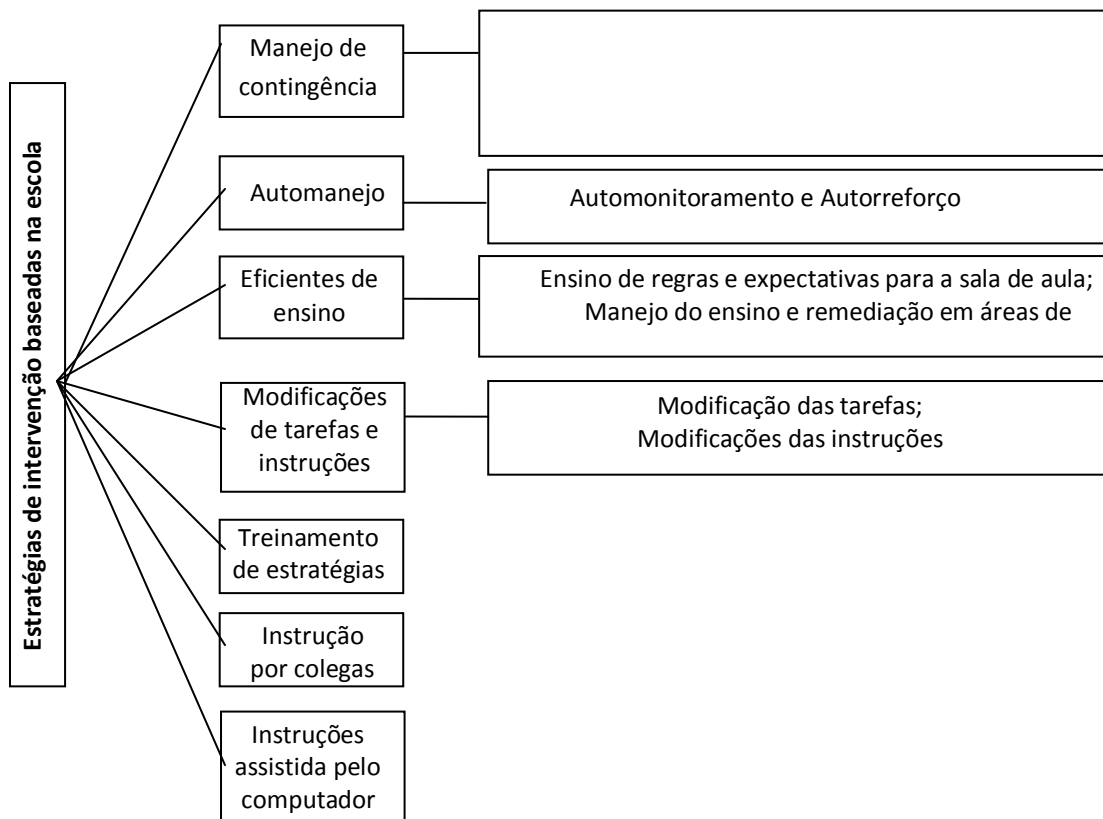 Estratégias de intervenção baseadas na escola
Manejo de
contingência
Automanejo
Automonitoramento e Autorreforço
Eficientes de
ensino
Ensino de regras e expectativas para a sala de aula;
Manejo do ensino e remediação em áreas de
Modificações
de tarefas e
instruções
Modificação das tarefas;
Modificações das instruções
Treinamento
de estratégias
Instrução
por colegas
Instruções
assistida pelo
computador